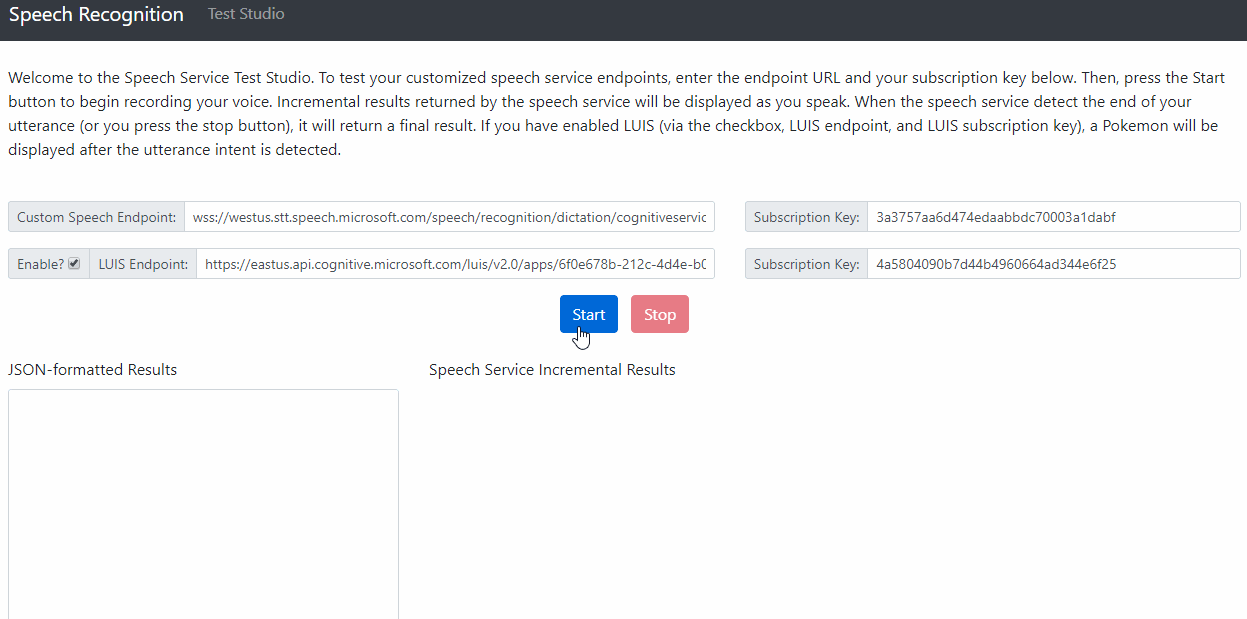 Speech Recognition Test Studio
Welcome to the Speech Service Test Studio. To test your customized speech service endpoints, enter the endpoint URL and your subscription key below. Then, press the Start
button to begin recording your voice. Incremental results returned by the speech service will be displayed as you speak. When the speech service detect the end of your
utterance (or you press the stop button), it will return a final result. If you have enabled LUIS (via the checkbox, LUIS endpoint, and LUIS subscription key), a Pokemon will be
displayed after the utterance intent is detected.
Custom Speech Endpoint: wss://westus.stt.speech.microsoft.com/speech/recognition/dictation/cognitiveservic Subscription Key: 3a3757aa6d474edaabbdc70003a1dabf
Enable? LUIS Endpoint: https://eastus.api.cognitive.microsoft.com/luis/v2.0/apps/6f0e678b-212c-4d4e-b0 Subscription Key: 4a5804090b7d44b4960664ad344e6f25
Start Stop
JSON-formatted Results Speech Service Incremental Results